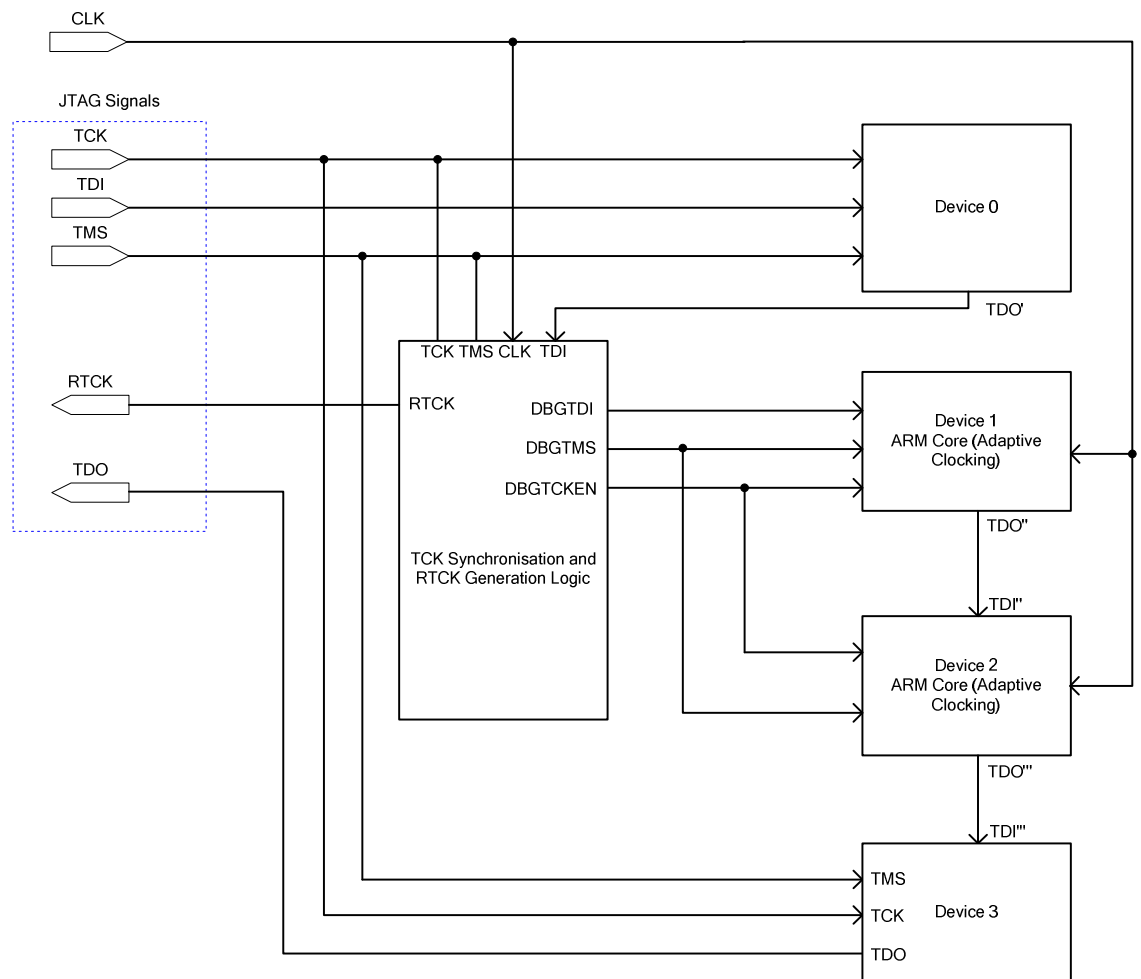 CLK
JTAG Signals
TCK
TDI
TMS
Device 0
TDO'
TCK TMS CLK TDI
RTCK
RTCK
DBGTDI
DBGTMS
DBGTCKEN
Device 1
ARM Core (Adaptive
Clocking)
TDO
TDO''
TCK Synchronisation and
RTCK Generation Logic
TDI''
Device 2
ARM Core (Adaptive
Clocking)
TDO'''
TDI'''
TMS
TCK
Device 3
TDO